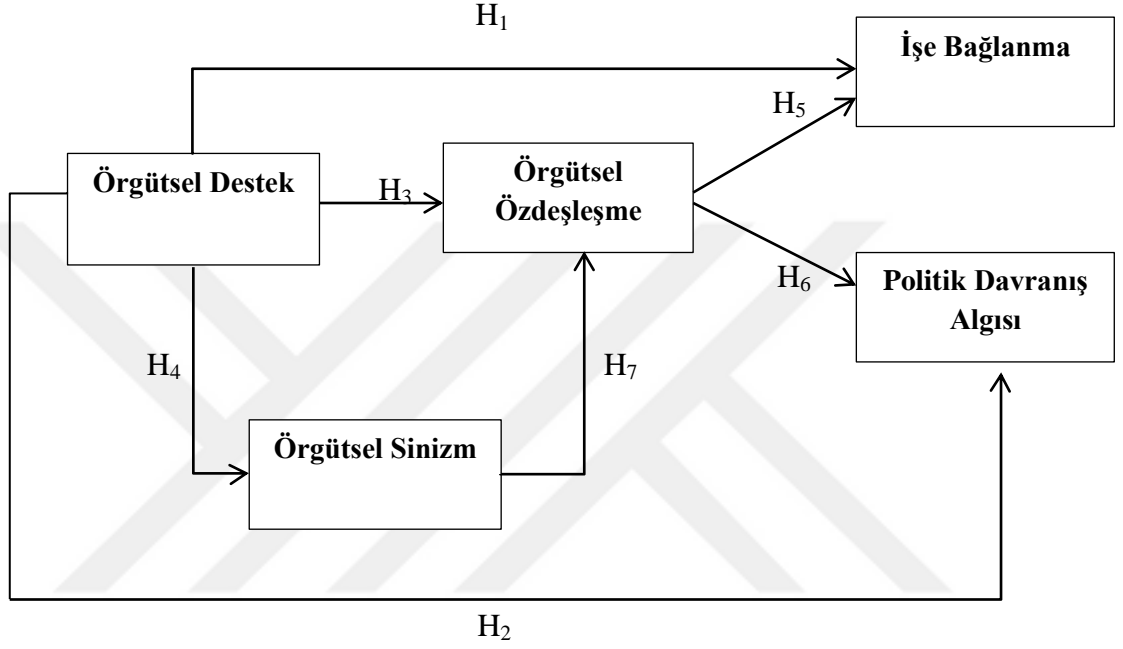 H₁
İşe Bağlanma
H₅
Örgütsel Destek
H₃
Örgütsel
Özdeşleşme
H₆
Politik Davranış
Algısı
H₄
H₇
Örgütsel Sinizm
H₂